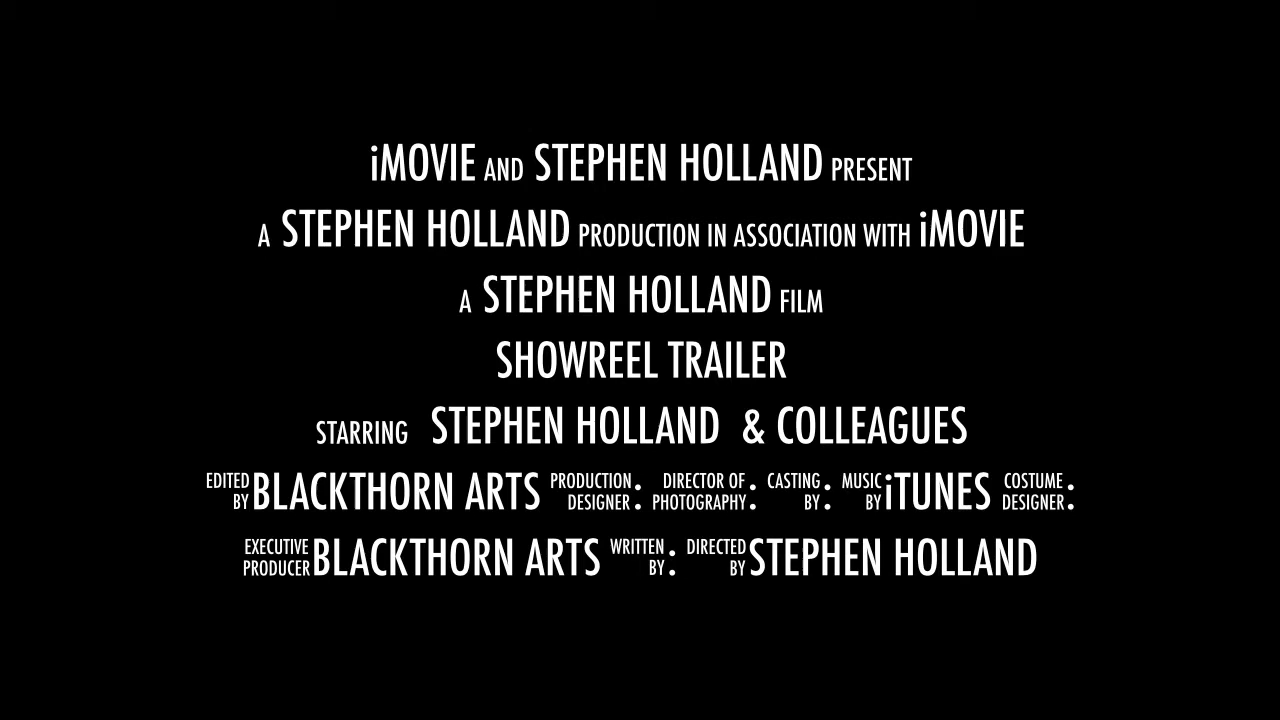 iMOVIE AND STEPHEN HOLLAND PRESENT
A STEPHEN HOLLAND PRODUCTION IN ASSOCIATION WITH iMOVIE
A STEPHEN HOLLAND FILM
SHOWREEL TRAILER
STARRING STEPHEN HOLLAND & COLLEAGUES
EDITED BY BLACKTHORN ARTS PRODUCTION DESIGNER: DIRECTOR OF PHOTOGRAPHY: CASTING BY: MUSIC BY iTUNES COSTUME DESIGNER:
EXECUTIVE PRODUCER BLACKTHORN ARTS WRITTEN BY: DIRECTED BY STEPHEN HOLLAND